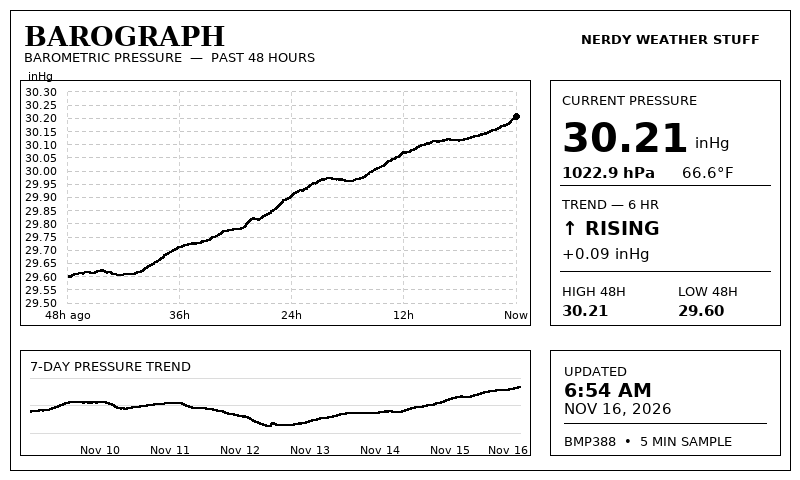 BAROGRAPH
BAROMETRIC PRESSURE — PAST 48 HOURS
NERDY WEATHER STUFF
inHg
30.30
30.25
30.20
30.15
30.10
30.05
30.00
29.95
29.90
29.85
29.80
29.75
29.70
29.65
29.60
29.55
29.50
48h ago 36h 24h 12h Now
CURRENT PRESSURE
30.21 inHg
1022.9 hPa 66.6°F
TREND — 6 HR
↑ RISING
+0.09 inHg
HIGH 48H LOW 48H
30.21 29.60
7-DAY PRESSURE TREND
Nov 10 Nov 11 Nov 12 Nov 13 Nov 14 Nov 15 Nov 16
UPDATED
6:54 AM
NOV 16, 2026
BMP388 • 5 MIN SAMPLE